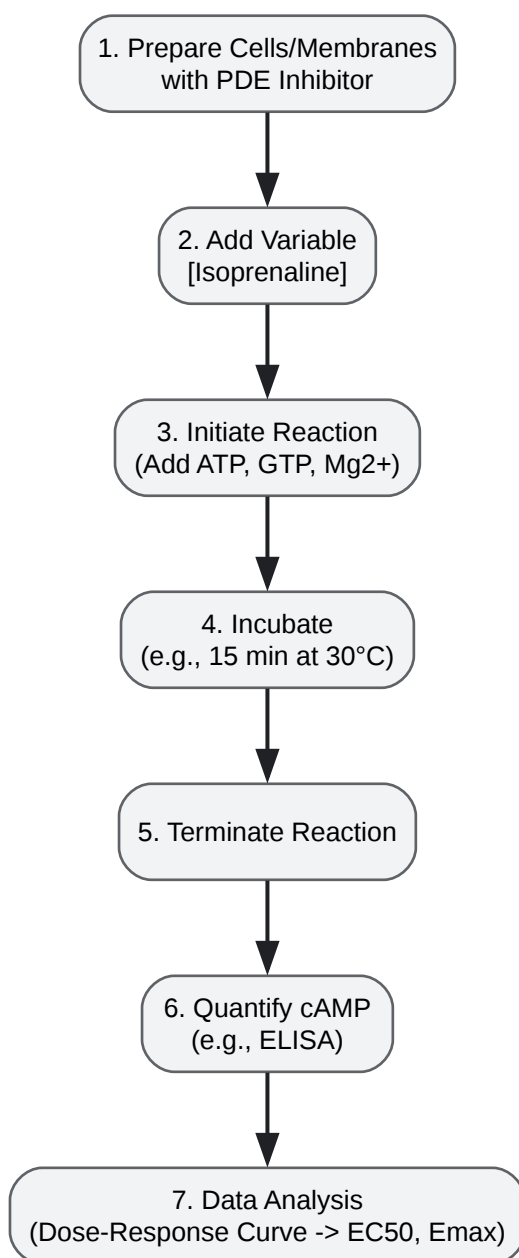 1. Prepare Cells/Membranes
with PDE Inhibitor
2. Add Variable
[Isoprenaline]
3. Initiate Reaction
(Add ATP, GTP, Mg2+)
4. Incubate
(e.g., 15 min at 30°C)
5. Terminate Reaction
6. Quantify cAMP
(e.g., ELISA)
7. Data Analysis
(Dose-Response Curve -> EC50, Emax)